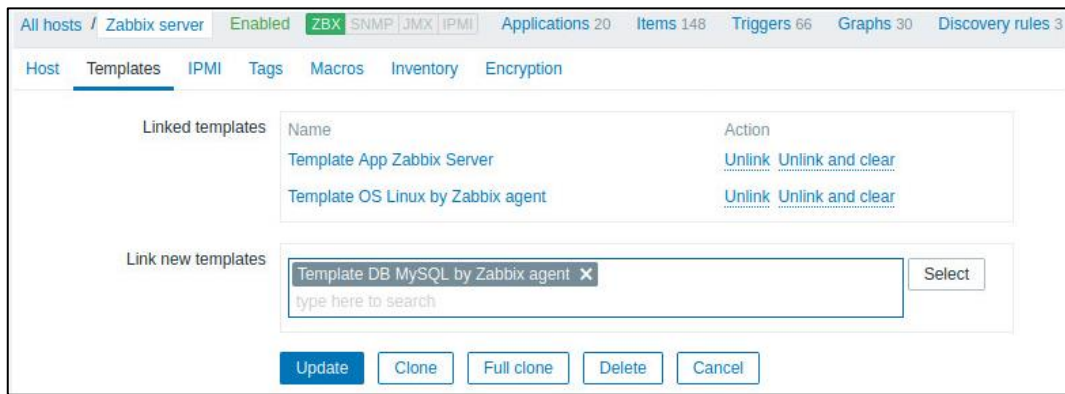 All hosts / Zabbix server Enabled ZBX SNMP JMX IPMI Applications 20 Items 148 Triggers 66 Graphs 30 Discovery rules 3
Host Templates IPMI Tags Macros Inventory Encryption
Linked templates Name Action
Template App Zabbix Server Unlink Unlink and clear
Template OS Linux by Zabbix agent Unlink Unlink and clear
Link new templates Template DB MySQL by Zabbix agent X Select
type here to search
Update Clone Full clone Delete Cancel